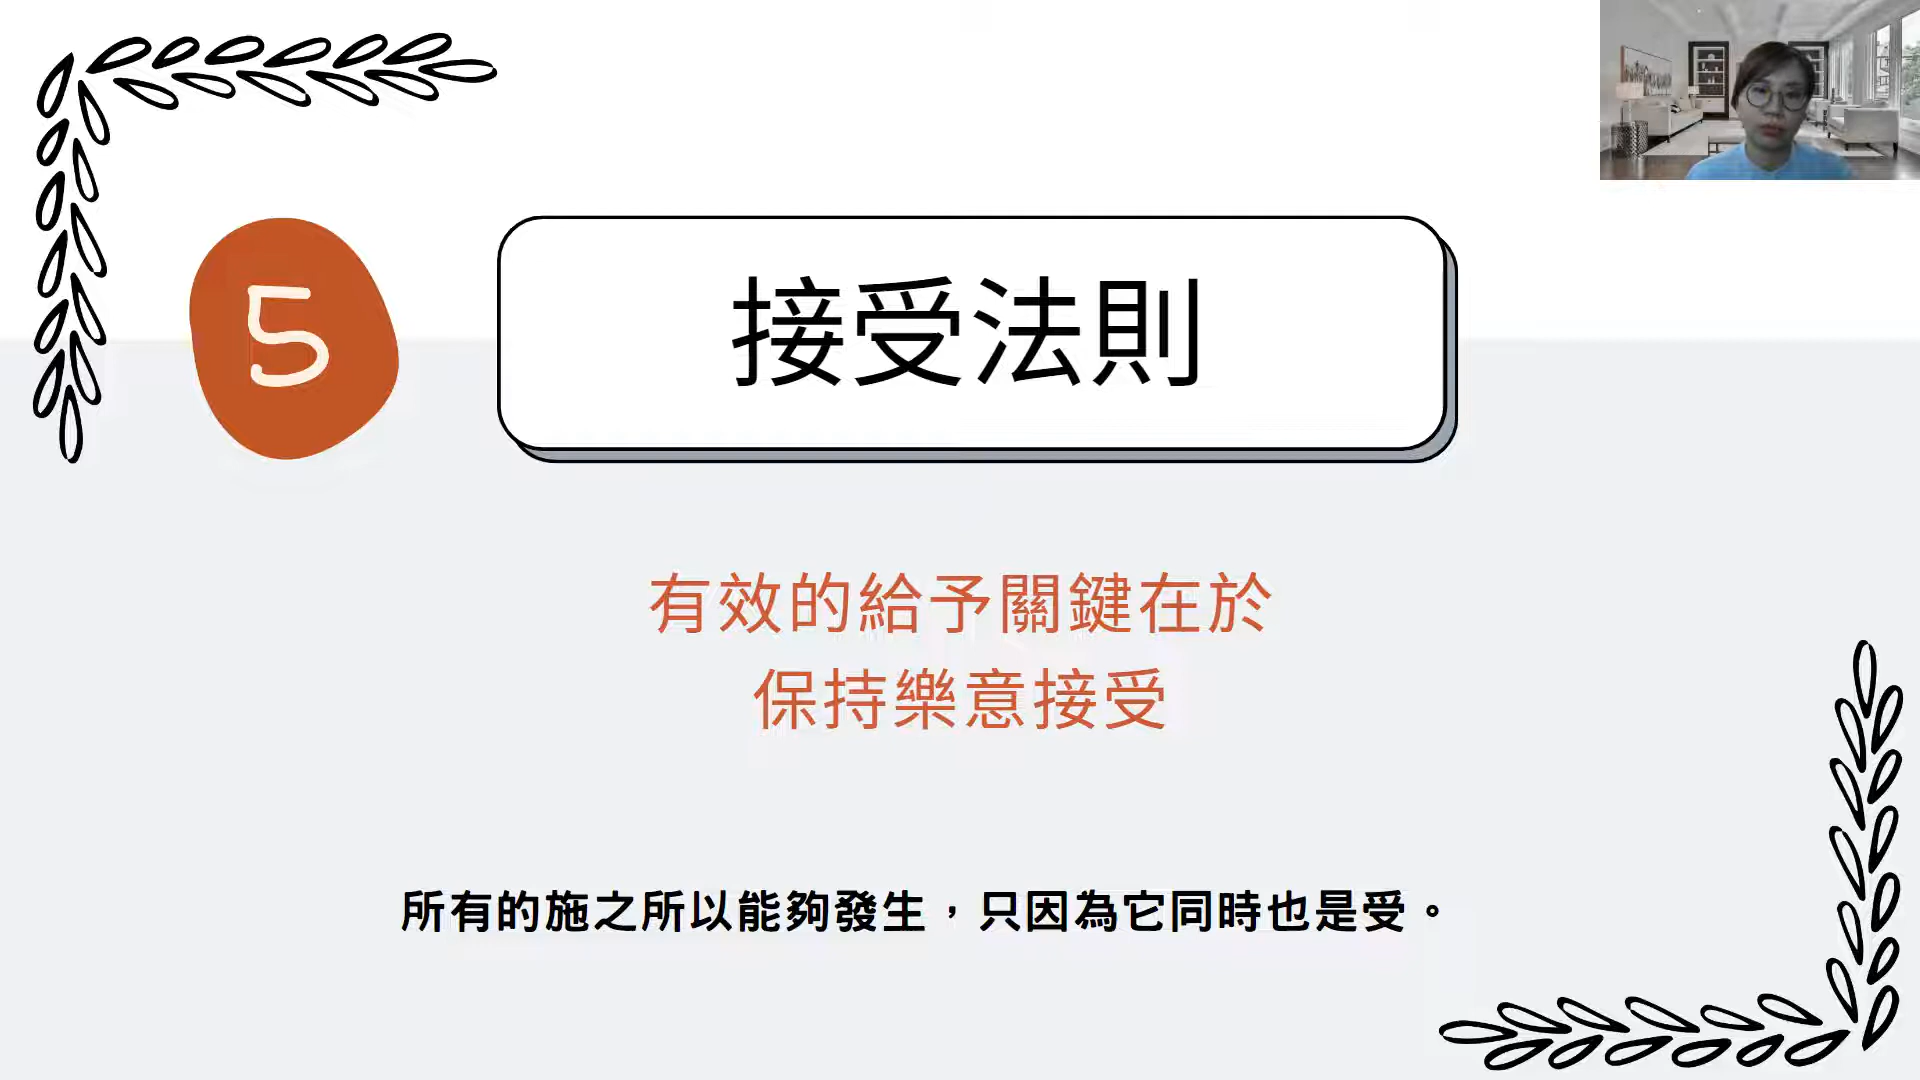 5
接受法則
有效的給予關鍵在於
保持樂意接受
所有的施之所以能夠發生，只因為它同時也是受。